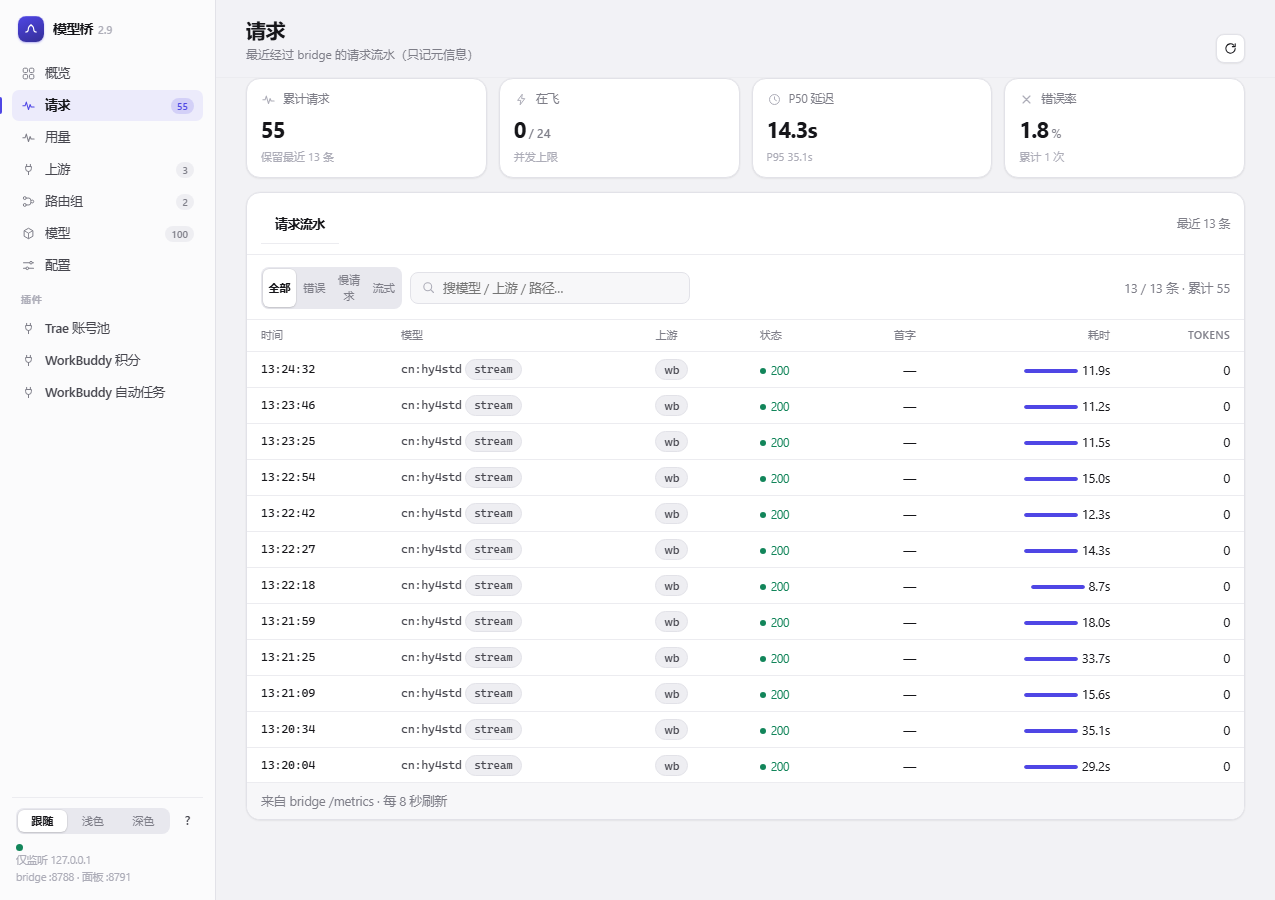 模型桥 2.9
概览
请求 55
用量
上游 3
路由组 2
模型 100
配置
插件
Trae 账号池
WorkBuddy 积分
WorkBuddy 自动任务
跟随 浅色 深色 ?
仅监听 127.0.0.1
bridge :8788 · 面板 :8791
请求
最近经过 bridge 的请求流水（只记元信息）
累计请求
55
保留最近 13 条
在飞
0 / 24
并发上限
P50 延迟
14.3s
P95 35.1s
错误率
1.8 %
累计 1 次
请求流水 最近 13 条
全部 错误 慢请求 流式 搜模型 / 上游 / 路径... 13 / 13 条 · 累计 55
时间 模型 上游 状态 首字 耗时 TOKENS
13:24:32 cn:hy4std stream wb 200 — 11.9s 0
13:23:46 cn:hy4std stream wb 200 — 11.2s 0
13:23:25 cn:hy4std stream wb 200 — 11.5s 0
13:22:54 cn:hy4std stream wb 200 — 15.0s 0
13:22:42 cn:hy4std stream wb 200 — 12.3s 0
13:22:27 cn:hy4std stream wb 200 — 14.3s 0
13:22:18 cn:hy4std stream wb 200 — 8.7s 0
13:21:59 cn:hy4std stream wb 200 — 18.0s 0
13:21:25 cn:hy4std stream wb 200 — 33.7s 0
13:21:09 cn:hy4std stream wb 200 — 15.6s 0
13:20:34 cn:hy4std stream wb 200 — 35.1s 0
13:20:04 cn:hy4std stream wb 200 — 29.2s 0
来自 bridge /metrics · 每 8 秒刷新